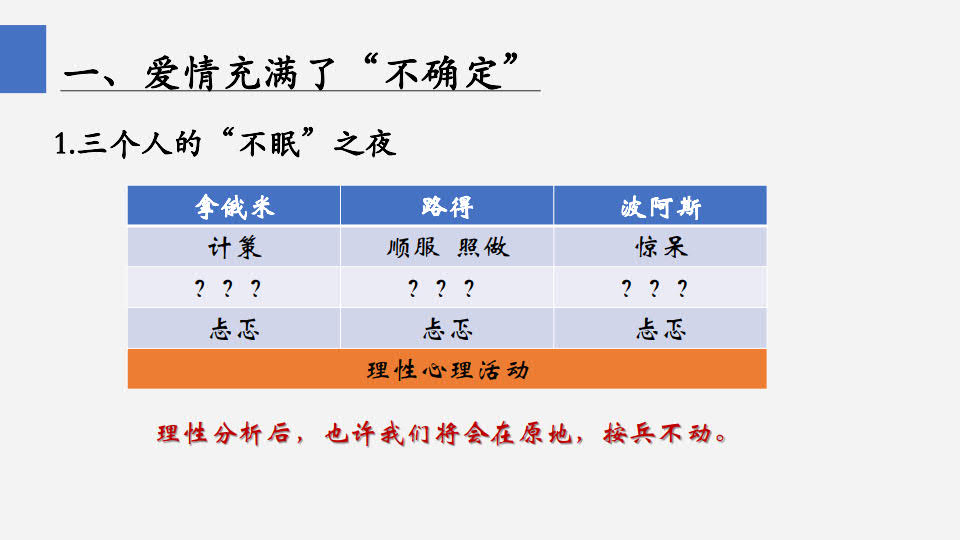 一、爱情充满了“不确定”
1.三个人的“不眠”之夜
拿俄米 路得 波阿斯
计策 顺服 照做 惊呆
？？？ ？？？ ？？？
忐忑 忐忑 忐忑
理性心理活动
理性分析后，也许我们将会在原地，按兵不动。